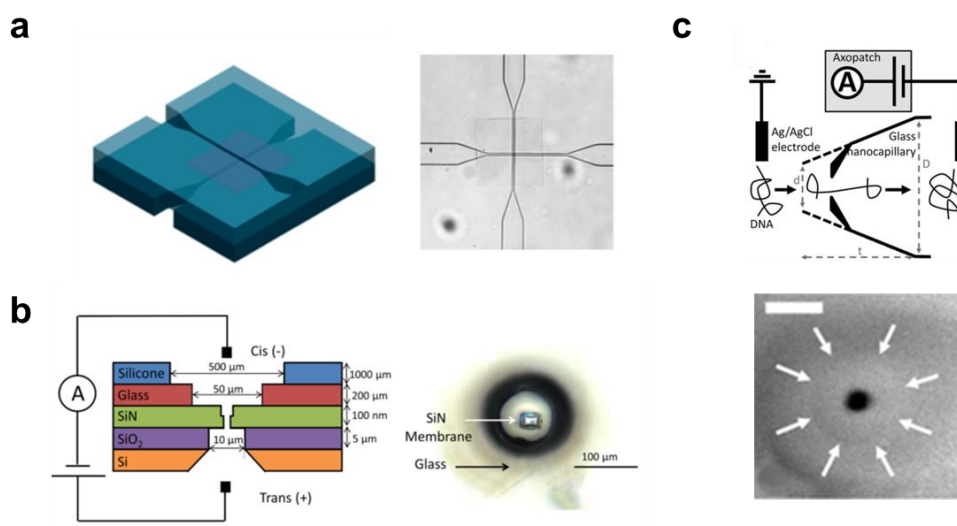 a
b
Cis (-)
500 µm
Silicone
1000 µm
A
Glass
50 µm
200 µm
SiN
100 nm
SiO2
10 µm
5 µm
Si
Trans (+)
SiN
Membrane
Glass
100 µm
c
Axopatch
A
Ag/AgCl
electrode
Glass
nanocapillary
d
D
DNA
t